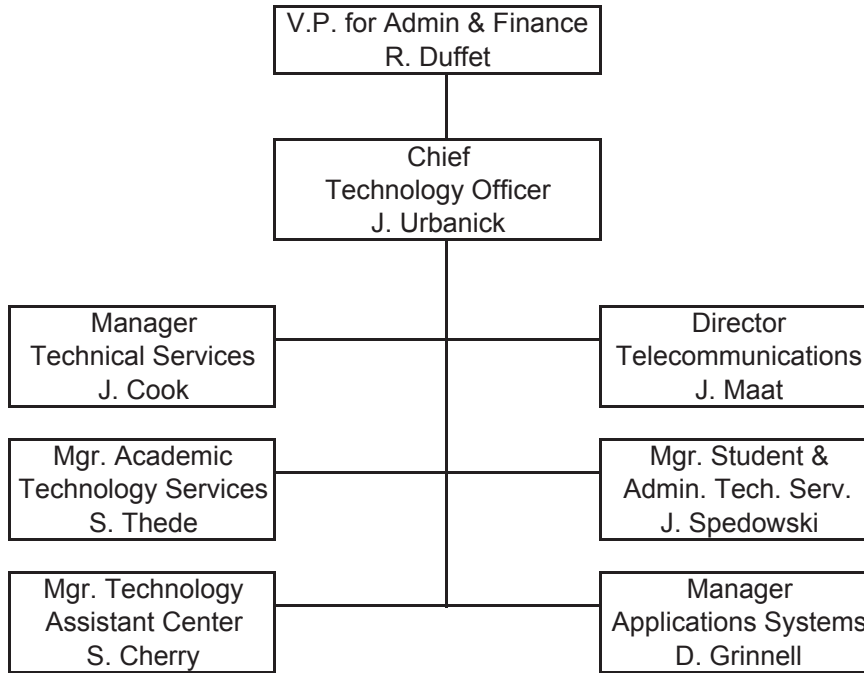 V.P. for Admin & Finance
R. Duffet
Chief
Technology Officer
J. Urbanick
Manager
Technical Services
J. Cook
Director
Telecommunications
J. Maat
Mgr. Academic
Technology Services
S. Thede
Mgr. Student &
Admin. Tech. Serv.
J. Spedowski
Mgr. Technology
Assistant Center
S. Cherry
Manager
Applications Systems
D. Grinnell